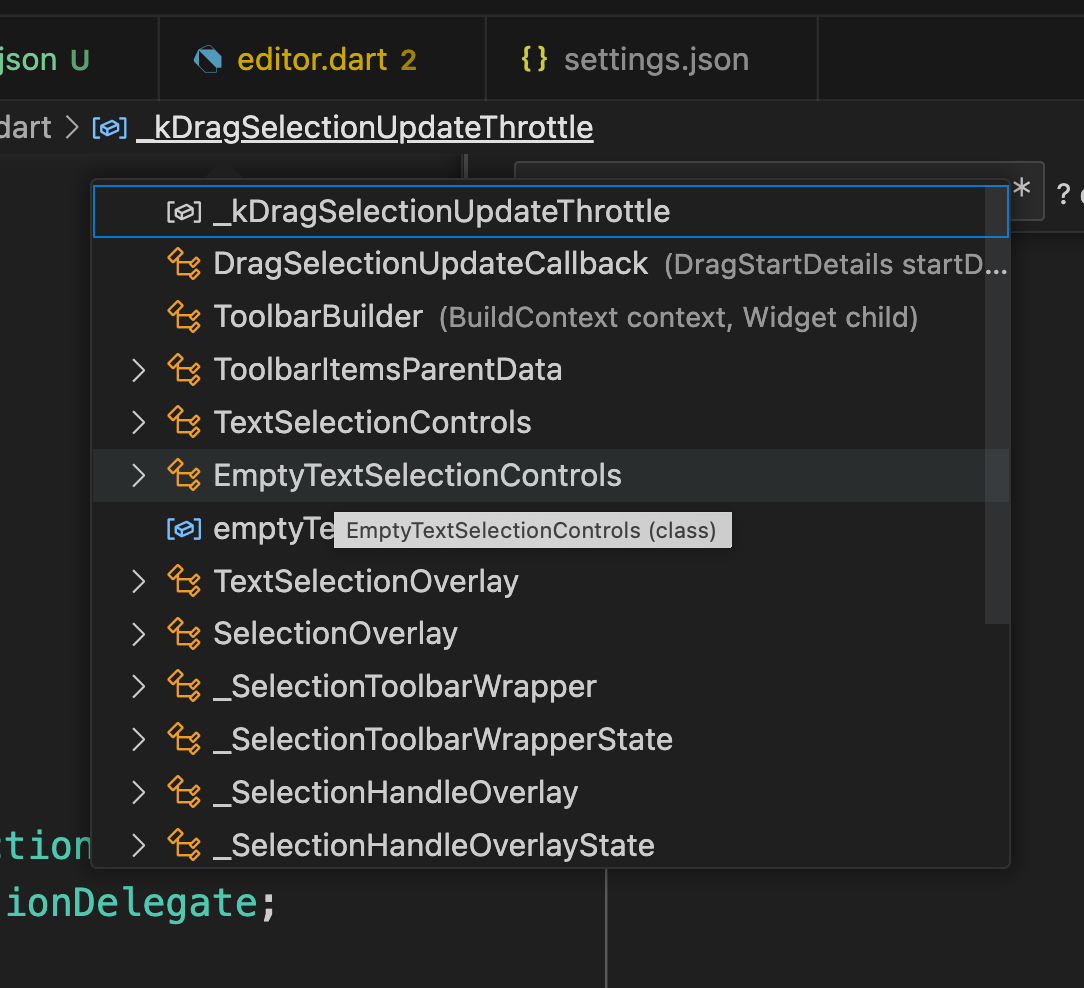 json U editor.dart 2 {} settings.json
dart > _kDragSelectionUpdateThrottle
* ?
_kDragSelectionUpdateThrottle
DragSelectionUpdateCallback (DragStartDetails startD...
ToolbarBuilder (BuildContext context, Widget child)
ToolbarItemsParentData
TextSelectionControls
EmptyTextSelectionControls
emptyTe
EmptyTextSelectionControls (class)
TextSelectionOverlay
SelectionOverlay
_SelectionToolbarWrapper
_SelectionToolbarWrapperState
_SelectionHandleOverlay
_SelectionHandleOverlayState
ction
ionDelegate;